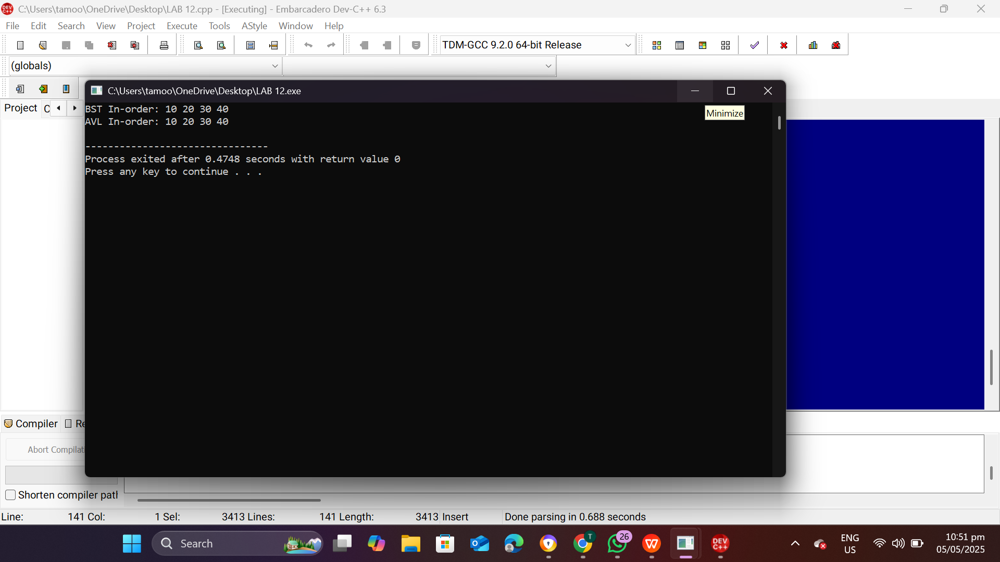 C:\Users\tamoo\OneDrive\Desktop\LAB 12.cpp - [Executing] - Embarcadero Dev-C++ 6.3
File Edit Search View Project Execute Tools AStyle Window Help
TDM-GCC 9.2.0 64-bit Release
(globals)
C:\Users\tamoo\OneDrive\Desktop\LAB 12.exe
Project C
BST In-order: 10 20 30 40
Minimize
AVL In-order: 10 20 30 40
--------------------------------
Process exited after 0.4748 seconds with return value 0
Press any key to continue . . .
Compiler Re
Abort Compilati
Shorten compiler path
Line: 141 Col: 1 Sel: 3413 Lines: 141 Length: 3413 Insert Done parsing in 0.688 seconds
Search
T
26
DEV C++
ENG
US
10:51 pm
05/05/2025